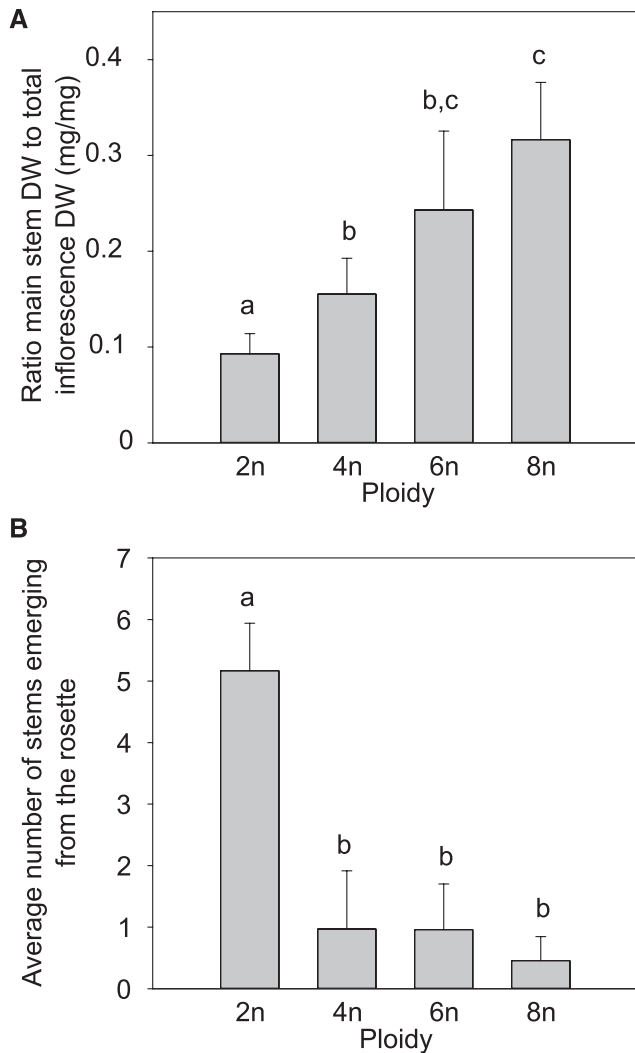 A
Ratio main stem DW to total
inflorescence DW (mg/mg)
0.4
0.3
0.2
0.1
0
a
b
b,c
c
2n 4n 6n 8n
Ploidy
B
Average number of stems emerging
from the rosette
7
6
5
4
3
2
1
0
a
b
b
b
2n 4n 6n 8n
Ploidy